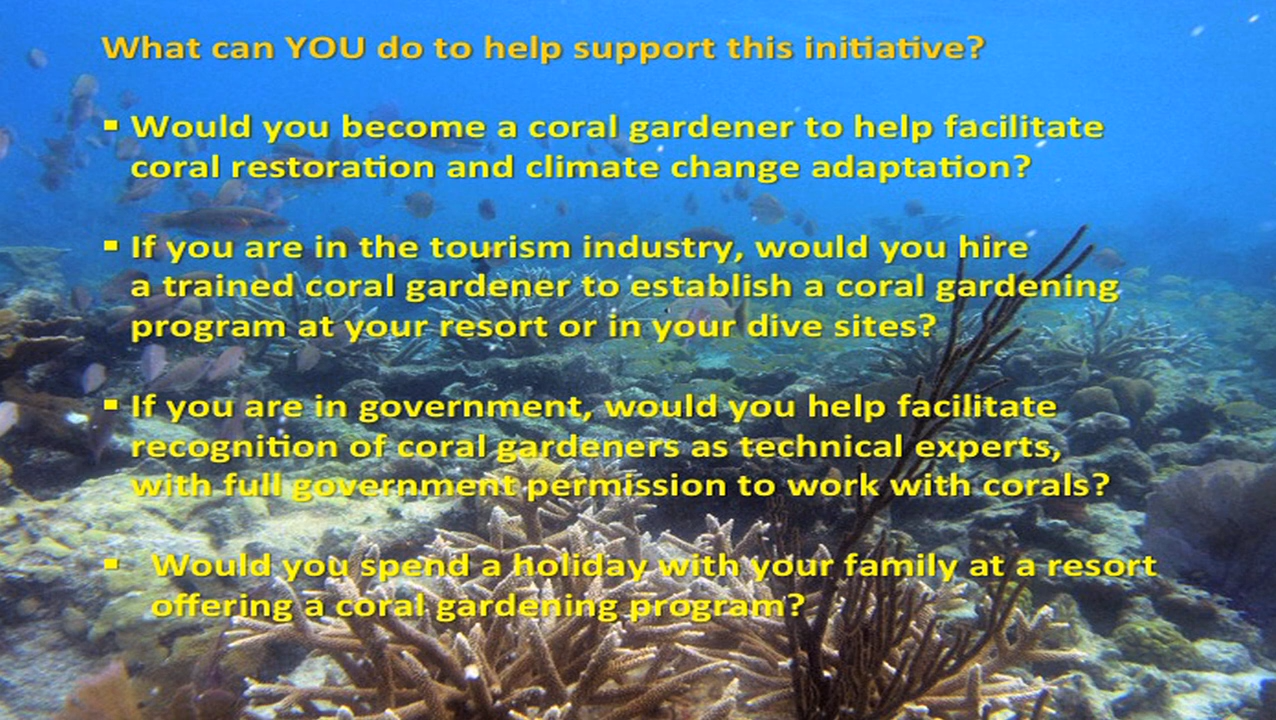 What can YOU do to help support this initiative?
▪ Would you become a coral gardener to help facilitate
coral restoration and climate change adaptation?
▪ If you are in the tourism industry, would you hire
a trained coral gardener to establish a coral gardening
program at your resort or in your dive sites?
▪ If you are in government, would you help facilitate
recognition of coral gardeners as technical experts,
with full government permission to work with corals?
▪ Would you spend a holiday with your family at a resort
offering a coral gardening program?